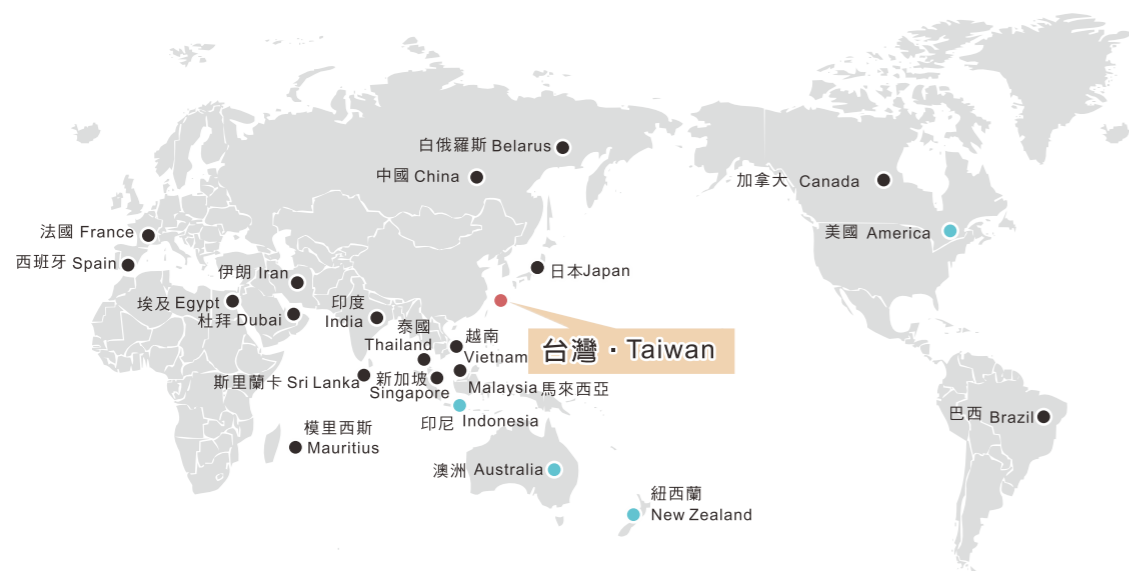 白俄羅斯 Belarus
中國 China
加拿大 Canada
法國 France
美國 America
西班牙 Spain
伊朗 Iran
日本Japan
埃及 Egypt
杜拜 Dubai
印度
India
泰國
Thailand
越南
Vietnam
台灣・Taiwan
斯里蘭卡 Sri Lanka
新加坡
Singapore
Malaysia 馬來西亞
印尼 Indonesia
巴西 Brazil
模里西斯
Mauritius
澳洲 Australia
紐西蘭
New Zealand